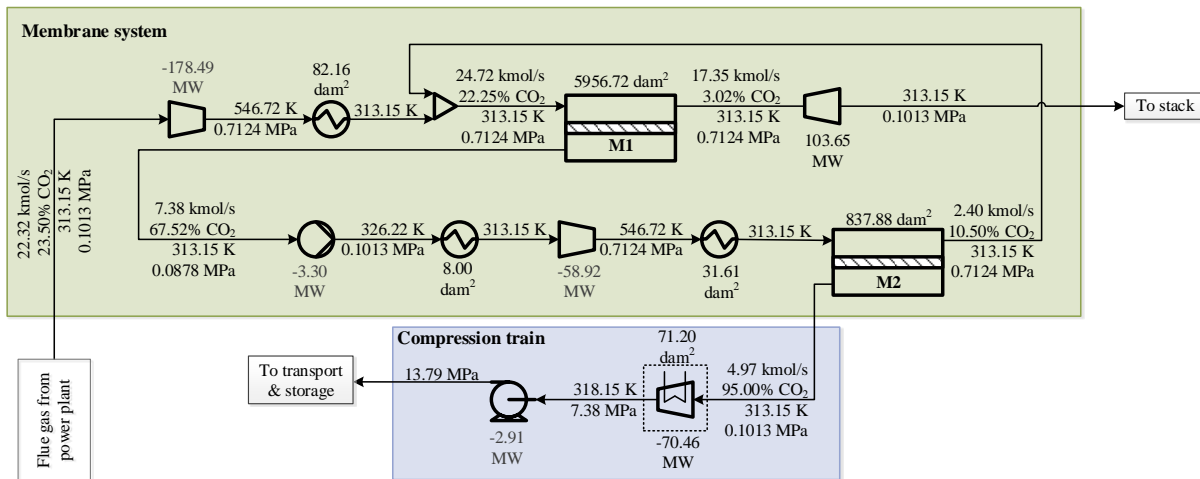 Membrane system
-178.49
MW
546.72 K
0.7124 MPa
82.16
dam²
313.15 K
24.72 kmol/s
22.25% CO₂
313.15 K
0.7124 MPa
5956.72 dam²
M1
17.35 kmol/s
3.02% CO₂
313.15 K
0.7124 MPa
103.65
MW
313.15 K
0.1013 MPa
To stack
22.32 kmol/s
23.50% CO₂
313.15 K
0.1013 MPa
7.38 kmol/s
67.52% CO₂
313.15 K
0.0878 MPa
-3.30
MW
326.22 K
0.1013 MPa
8.00
dam²
313.15 K
-58.92
MW
546.72 K
0.7124 MPa
31.61
dam²
313.15 K
837.88 dam²
M2
2.40 kmol/s
10.50% CO₂
313.15 K
0.7124 MPa
Compression train
71.20
dam²
4.97 kmol/s
95.00% CO₂
313.15 K
0.1013 MPa
-70.46
MW
318.15 K
7.38 MPa
-2.91
MW
13.79 MPa
To transport
& storage
Flue gas from
power plant